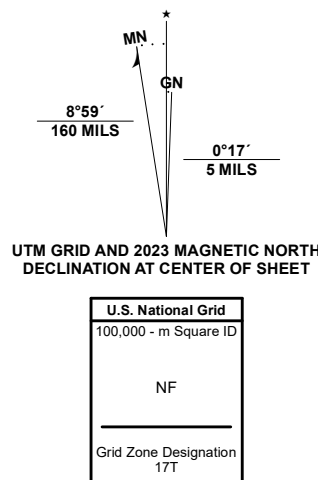 ★
MN
GN
8°59´
160 MILS
0°17´
5 MILS
UTM GRID AND 2023 MAGNETIC NORTH
DECLINATION AT CENTER OF SHEET
U.S. National Grid
100,000 - m Square ID
NF
Grid Zone Designation
17T